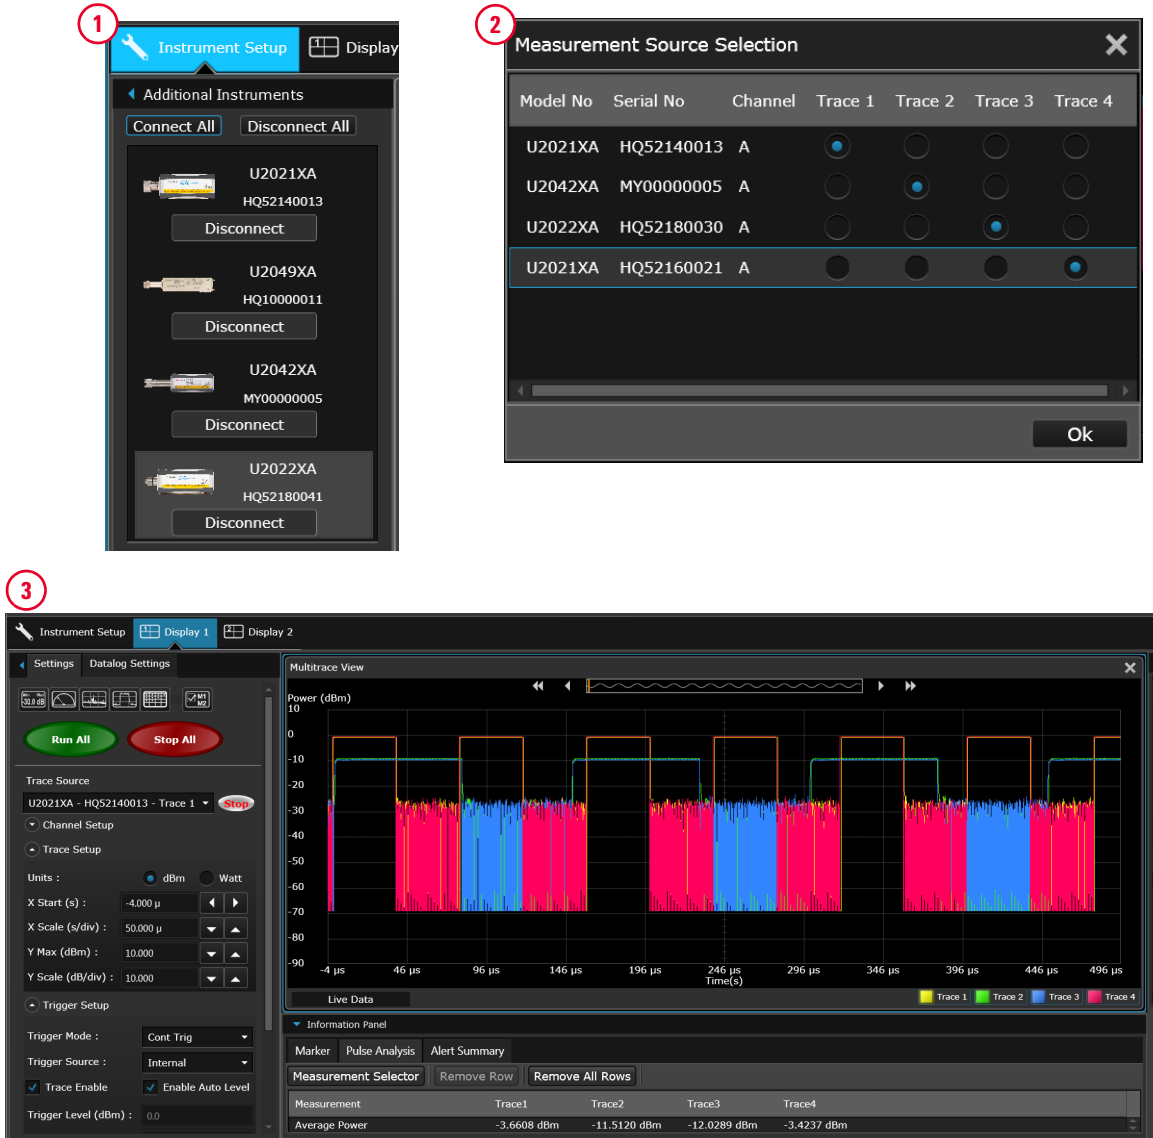 1
Instrument Setup
1
Display
Additional Instruments
Connect All
Disconnect All
U2021XA
HQ52140013
Disconnect
U2049XA
HQ10000011
Disconnect
U2042XA
MY00000005
Disconnect
U2022XA
HQ52180041
Disconnect
2
Measurement Source Selection
Model No Serial No Channel Trace 1 Trace 2 Trace 3 Trace 4
U2021XA HQ52140013 A
U2042XA MY00000005 A
U2022XA HQ52180030 A
U2021XA HQ52160021 A
Ok
3
Instrument Setup 1 Display 1 2 Display 2
Settings Datalog Settings
M1
M2
Run All Stop All
Trace Source
U2021XA - HQ52140013 - Trace 1 Stop
Channel Setup
Trace Setup
Units : dBm Watt
X Start (s) : -4.000 µ
X Scale (s/div) : 50.000 µ
Y Max (dBm) : 10.000
Y Scale (dB/div) : 10.000
Trigger Setup
Trigger Mode : Cont Trig
Trigger Source : Internal
Trace Enable Enable Auto Level
Trigger Level (dBm) : 0.0
Multitrace View
Power (dBm)
10
0
-10
-20
-30
-40
-50
-60
-70
-80
-90
-4 µs 46 µs 96 µs 146 µs 196 µs 246 µs 296 µs 346 µs 396 µs 446 µs 496 µs
Time(s)
Live Data
Trace 1 Trace 2 Trace 3 Trace 4
Information Panel
Marker Pulse Analysis Alert Summary
Measurement Selector Remove Row Remove All Rows
Measurement Trace1 Trace2 Trace3 Trace4
Average Power -3.6608 dBm -11.5120 dBm -12.0289 dBm -3.4237 dBm